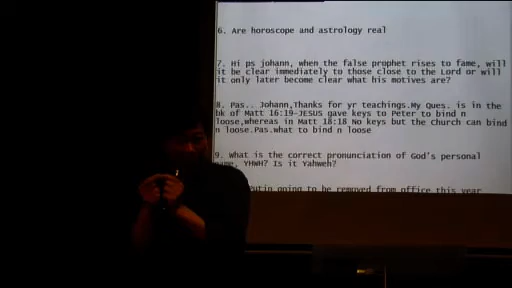 6. Are horoscope and astrology real
7. Hi ps johann, when the false prophet rises to fame, will
it be clear immediately to those close to the Lord or will
it only later become clear what his motives are?
8. Pas.. Johann,Thanks for yr teachings.My Ques. is in the
bk of Matt 16:19-JESUS gave keys to Peter to bind n
loose,whereas in Matt 18:18 No keys but the Church can bind
n loose.Pas.what to bind n loose
9. What is the correct pronunciation of God's personal
name. YHWH? Is it Yahweh?
going to be removed from office this year